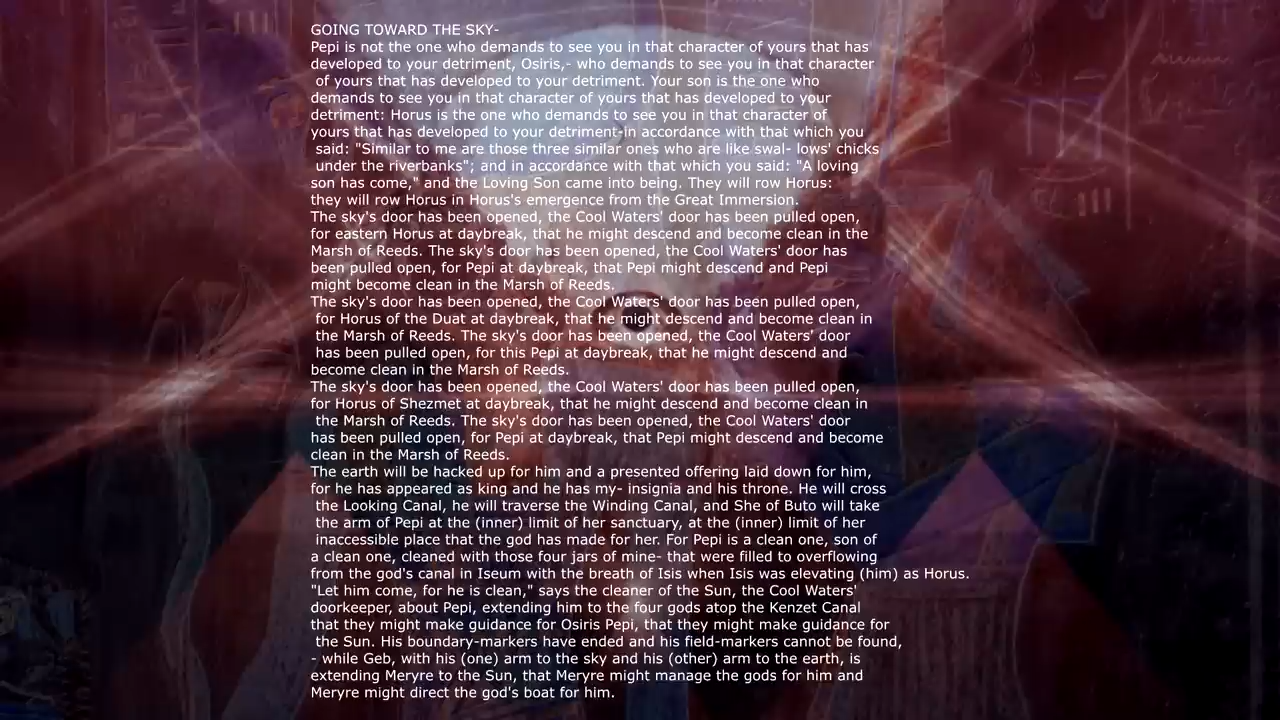 GOING TOWARD THE SKY-
Pepi is not the one who demands to see you in that character of yours that has
developed to your detriment, Osiris,- who demands to see you in that character
of yours that has developed to your detriment. Your son is the one who
demands to see you in that character of yours that has developed to your
detriment: Horus is the one who demands to see you in that character of
yours that has developed to your detriment-in accordance with that which you
said: "Similar to me are those three similar ones who are like swal- lows' chicks
under the riverbanks"; and in accordance with that which you said: "A loving
son has come," and the Loving Son came into being. They will row Horus:
they will row Horus in Horus's emergence from the Great Immersion.
The sky's door has been opened, the Cool Waters' door has been pulled open,
for eastern Horus at daybreak, that he might descend and become clean in the
Marsh of Reeds. The sky's door has been opened, the Cool Waters' door has
been pulled open, for Pepi at daybreak, that Pepi might descend and Pepi
might become clean in the Marsh of Reeds.
The sky's door has been opened, the Cool Waters' door has been pulled open,
for Horus of the Duat at daybreak, that he might descend and become clean in
the Marsh of Reeds. The sky's door has been opened, the Cool Waters' door
has been pulled open, for this Pepi at daybreak, that he might descend and
become clean in the Marsh of Reeds.
The sky's door has been opened, the Cool Waters' door has been pulled open,
for Horus of Shezmet at daybreak, that he might descend and become clean in
the Marsh of Reeds. The sky's door has been opened, the Cool Waters' door
has been pulled open, for Pepi at daybreak, that Pepi might descend and become
clean in the Marsh of Reeds.
The earth will be hacked up for him and a presented offering laid down for him,
for he has appeared as king and he has my- insignia and his throne. He will cross
the Looking Canal, he will traverse the Winding Canal, and She of Buto will take
the arm of Pepi at the (inner) limit of her sanctuary, at the (inner) limit of her
inaccessible place that the god has made for her. For Pepi is a clean one, son of
a clean one, cleaned with those four jars of mine- that were filled to overflowing
from the god's canal in Iseum with the breath of Isis when Isis was elevating (him) as Horus.
"Let him come, for he is clean," says the cleaner of the Sun, the Cool Waters'
doorkeeper, about Pepi, extending him to the four gods atop the Kenzet Canal
that they might make guidance for Osiris Pepi, that they might make guidance for
the Sun. His boundary-markers have ended and his field-markers cannot be found,
- while Geb, with his (one) arm to the sky and his (other) arm to the earth, is
extending Meryre to the Sun, that Meryre might manage the gods for him and
Meryre might direct the god's boat for him.